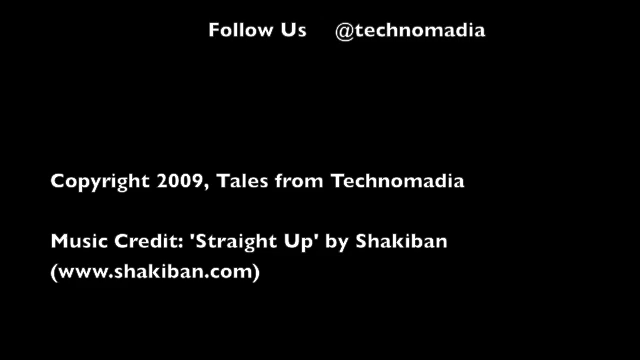 Follow Us @technomadia
Copyright 2009, Tales from Technomadia
Music Credit: 'Straight Up' by Shakiban
(www.shakiban.com)